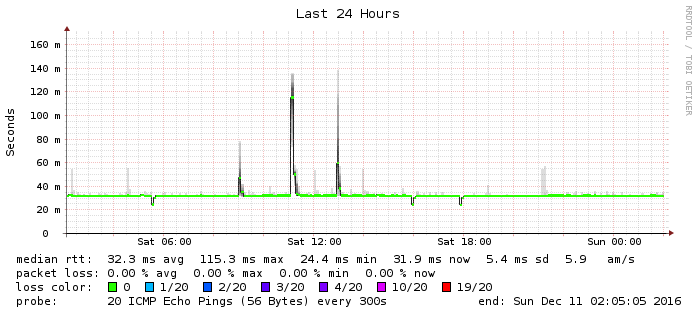 Last 24 Hours
RRDTOOL / TOBI OETIKER
Seconds
160 m
140 m
120 m
100 m
80 m
60 m
40 m
20 m
0
Sat 06:00 Sat 12:00 Sat 18:00 Sun 00:00
median rtt: 32.3 ms avg 115.3 ms max 24.4 ms min 31.9 ms now 5.4 ms sd 5.9 am/s
packet loss: 0.00 % avg 0.00 % max 0.00 % min 0.00 % now
loss color: 0 1/20 2/20 3/20 4/20 10/20 19/20
probe: 20 ICMP Echo Pings (56 Bytes) every 300s end: Sun Dec 11 02:05:05 2016